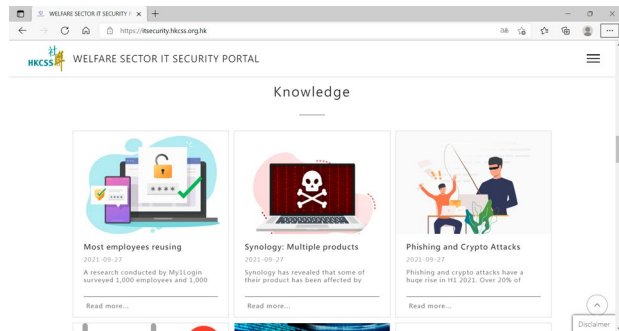 WELFARE SECTOR IT SECURITY P
https://itsecurity.hkcss.org.hk
社
HKCSS
WELFARE SECTOR IT SECURITY PORTAL
Knowledge
Most employees reusing
2021-09-27
A research conducted by My1Login
surveyed 1,000 employees and 1,000
Read more...
Synology: Multiple products
2021-09-27
Synology has revealed that some of
their product has been affected by
Read more...
Phishing and Crypto Attacks
2021-09-27
Phishing and crypto attacks have a
huge rise in H1 2021. Over 20% of
Read more...
Disclaimer